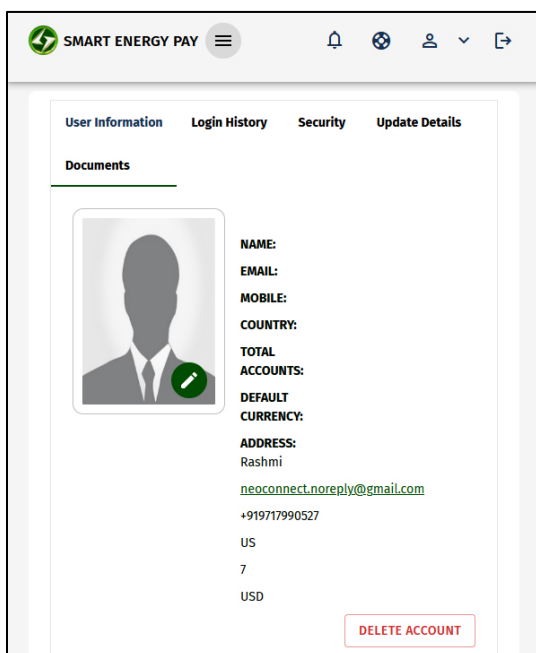 SMART ENERGY PAY
User Information Login History Security Update Details
Documents
NAME:
EMAIL:
MOBILE:
COUNTRY:
TOTAL
ACCOUNTS:
DEFAULT
CURRENCY:
ADDRESS:
Rashmi
neoconnect.noreply@gmail.com
+919717990527
US
7
USD
DELETE ACCOUNT